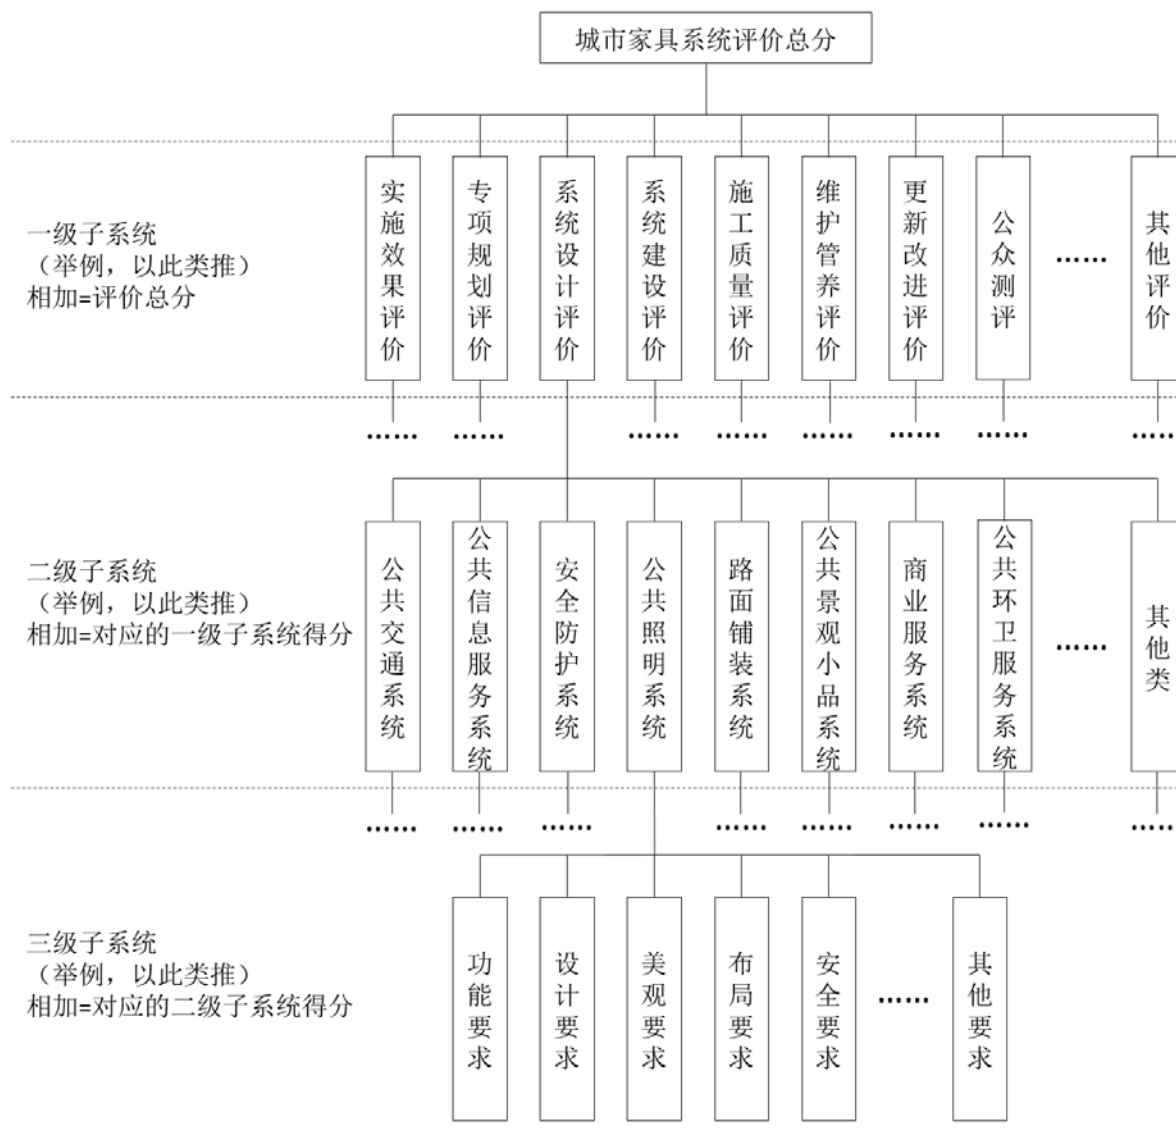 城市家具系统评价总分
一级子系统
（举例，以此类推）
相加=评价总分
实施效果评价
专项规划评价
系统设计评价
系统建设评价
施工质量评价
维护管养评价
更新改进评价
公众测评
……
其他评价
……
……
……
……
……
……
……
……
二级子系统
（举例，以此类推）
相加=对应的一级子系统得分
公共交通系统
公共信息服务系统
安全防护系统
公共照明系统
路面铺装系统
公共景观小品系统
商业服务系统
公共环卫服务系统
……
其他类
……
……
……
……
……
……
……
……
三级子系统
（举例，以此类推）
相加=对应的二级子系统得分
功能要求
设计要求
美观要求
布局要求
安全要求
……
其他要求